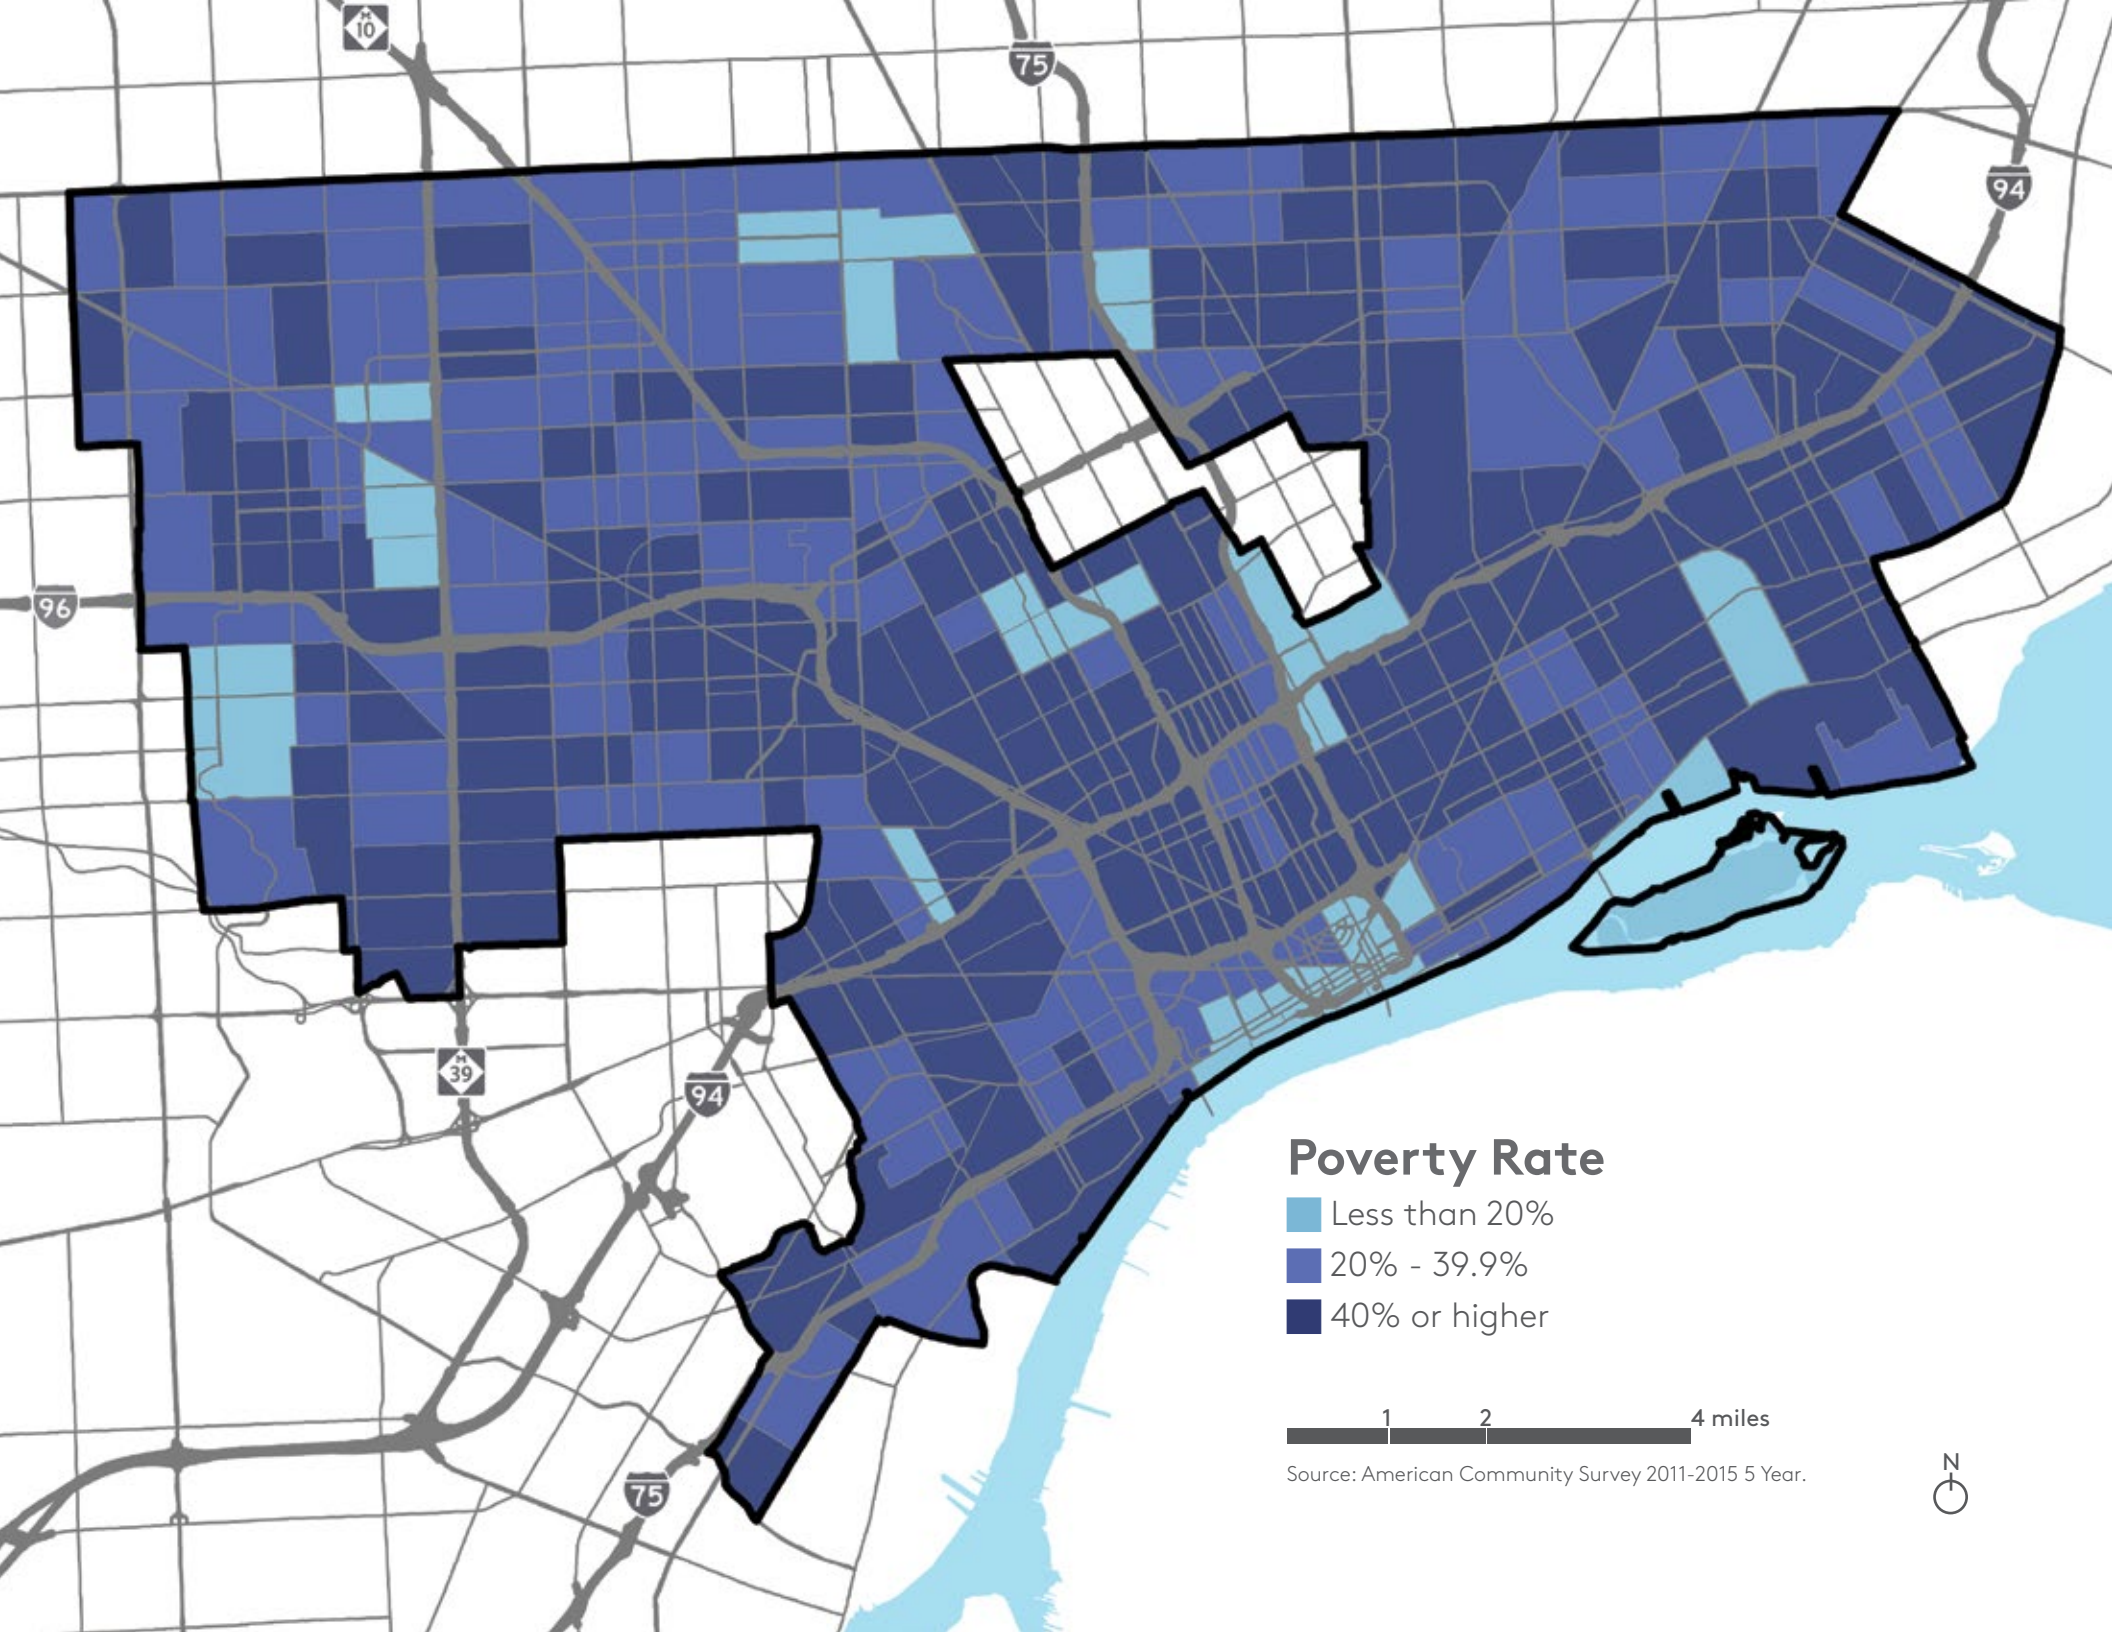 M
10
75
94
96
M
39
94
Poverty Rate
Less than 20%
20% - 39.9%
40% or higher
1 2 4 miles
Source: American Community Survey 2011-2015 5 Year.
N
75